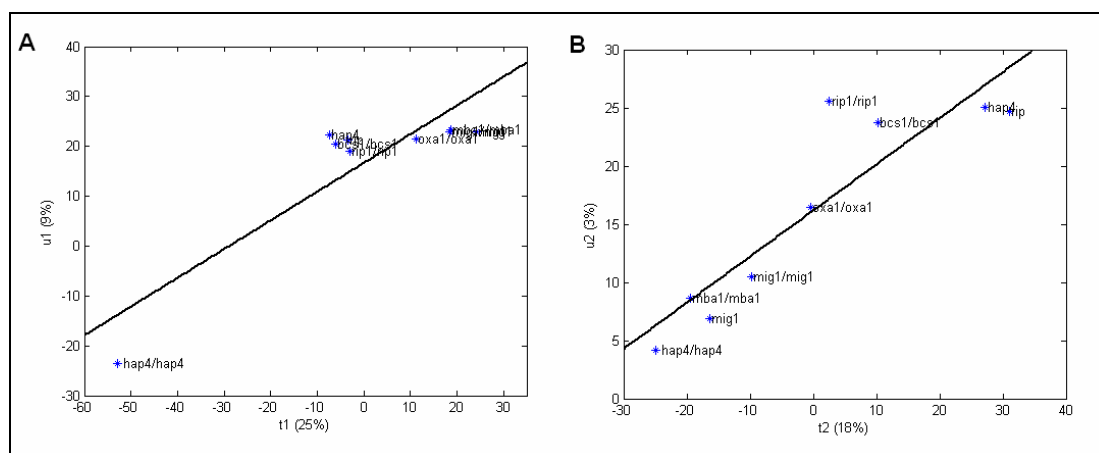 A
40
30
20
10
0
-10
-20
-30
u1 (9%)
hap4
bcs1/bcs1
rip1/rip1
oxa1/oxa1
mba1/mba1
hap4/hap4
-60 -50 -40 -30 -20 -10 0 10 20 30
t1 (25%)
B
30
25
20
15
10
5
0
u2 (3%)
rip1/rip1
bcs1/bcs1
hap4
rip
oxa1/oxa1
mig1/mig1
mba1/mba1
mig1
hap4/hap4
-30 -20 -10 0 10 20 30 40
t2 (18%)